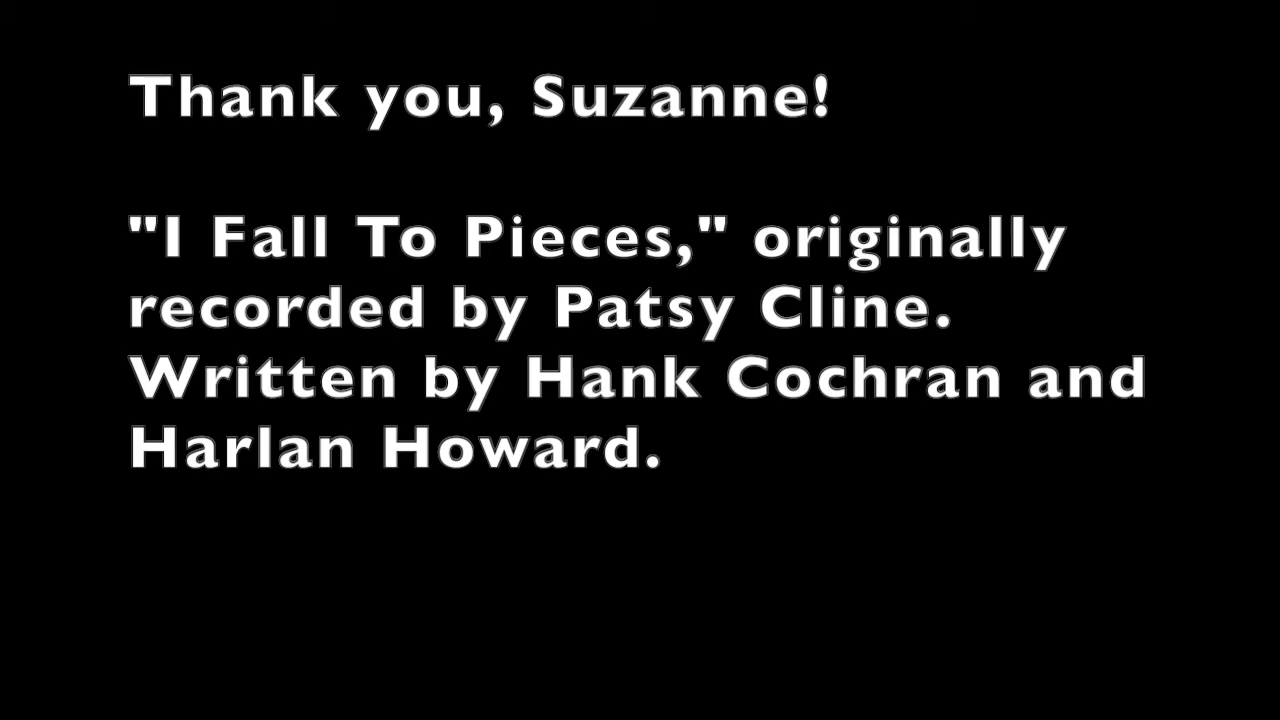 Thank you, Suzanne!
"I Fall To Pieces," originally
recorded by Patsy Cline.
Written by Hank Cochran and
Harlan Howard.